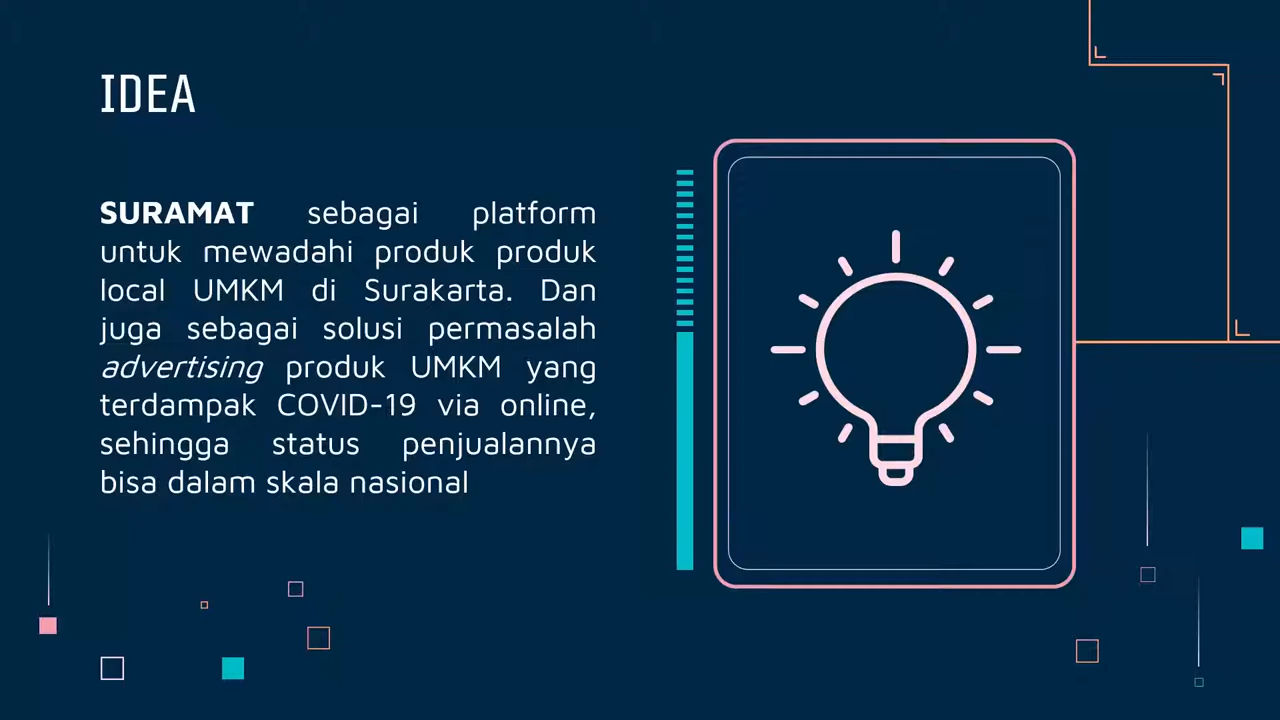 IDEA
SURAMAT sebagai platform
untuk mewadahi produk produk
local UMKM di Surakarta. Dan
juga sebagai solusi permasalah
advertising produk UMKM yang
terdampak COVID-19 via online,
sehingga status penjualannya
bisa dalam skala nasional